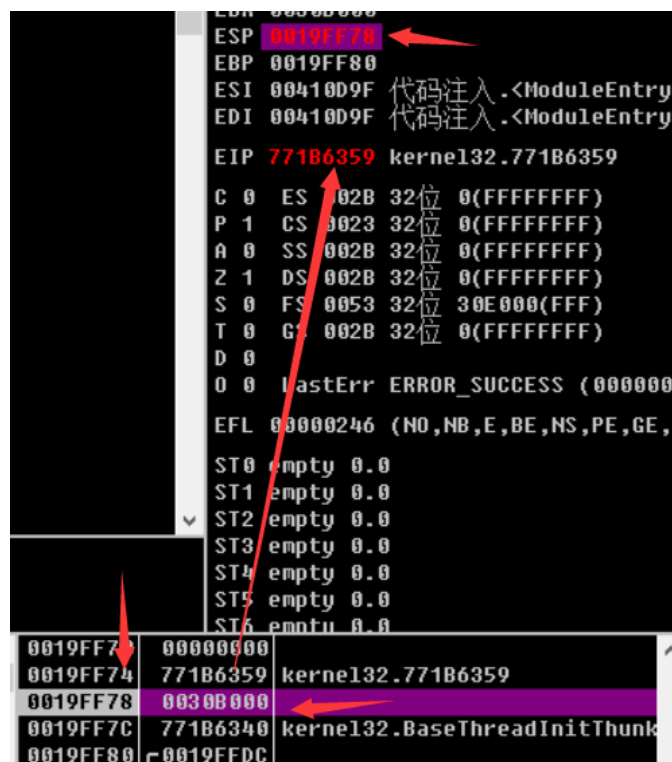 ESP 0019FF78
EBP 0019FF80
ESI 00410D9F 代码注入.<ModuleEntry
EDI 00410D9F 代码注入.<ModuleEntry
EIP 771B6359 kernel32.771B6359
C 0 ES 002B 32位 0(FFFFFFFF)
P 1 CS 0023 32位 0(FFFFFFFF)
A 0 SS 002B 32位 0(FFFFFFFF)
Z 1 DS 002B 32位 0(FFFFFFFF)
S 0 FS 0053 32位 30E000(FFF)
T 0 GS 002B 32位 0(FFFFFFFF)
D 0
O 0 LastErr ERROR_SUCCESS (000000
EFL 00000246 (NO,NB,E,BE,NS,PE,GE,
ST0 empty 0.0
ST1 empty 0.0
ST2 empty 0.0
ST3 empty 0.0
ST4 empty 0.0
ST5 empty 0.0
ST6 empty 0.0
00000000
0019FF74 771B6359 kernel32.771B6359
0019FF78 0030B000
0019FF7C 771B6340 kernel32.BaseThreadInitThunk
0019FF80 0019FFDC